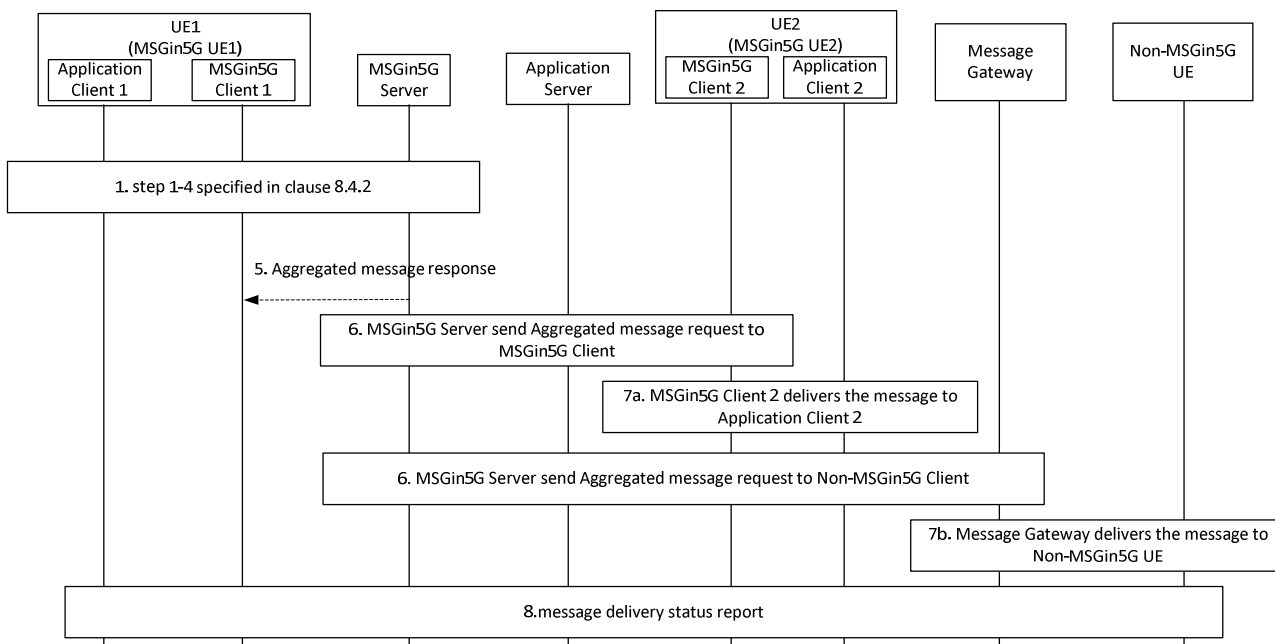 UE1
(MSGin5G UE1)
Application
Client 1
MSGin5G
Client 1
MSGin5G
Server
Application
Server
UE2
(MSGin5G UE2)
MSGin5G
Client 2
Application
Client 2
Message
Gateway
Non-MSGin5G
UE
1. step 1-4 specified in clause 8.4.2
5. Aggregated message response
6. MSGin5G Server send Aggregated message request to
MSGin5G Client
7a. MSGin5G Client 2 delivers the message to
Application Client 2
6. MSGin5G Server send Aggregated message request to Non-MSGin5G Client
7b. Message Gateway delivers the message to
Non-MSGin5G UE
8.message delivery status report